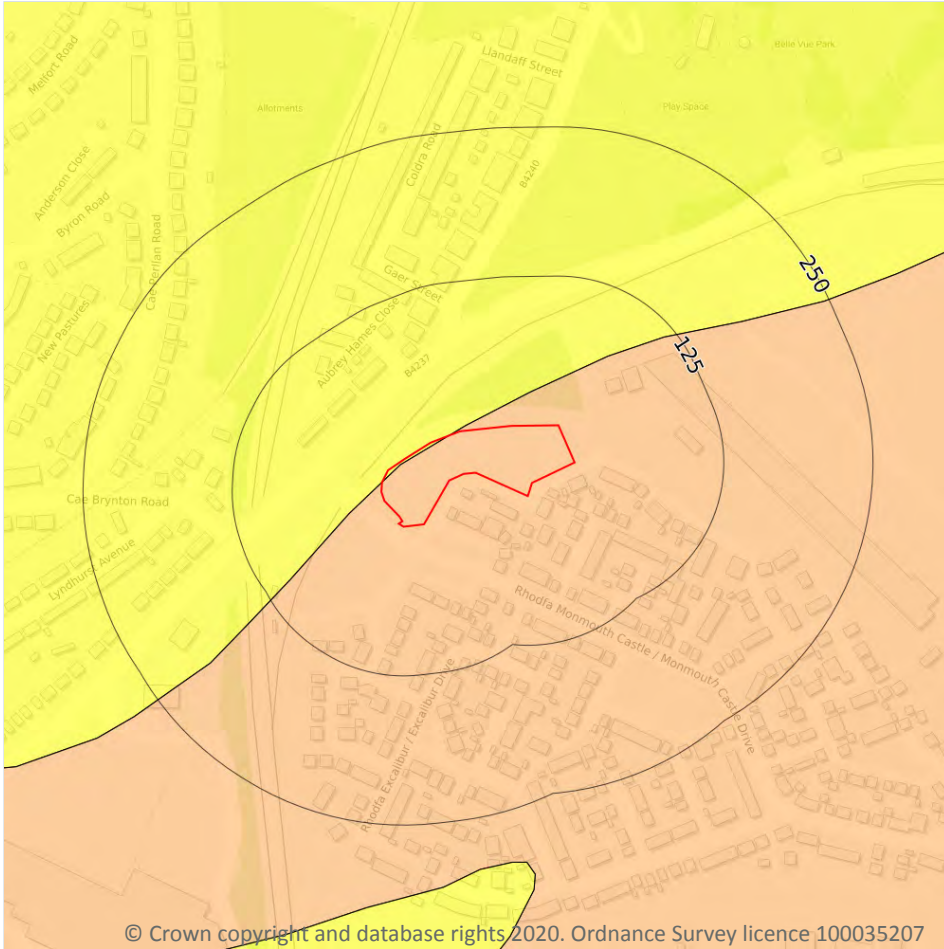 Melfort Road
Llandaff Street
Belle Vue Park
Allotments
Play Space
Anderson Close
Coldra Road
B4240
Byron Road
Cae Perllan Road
Gaer Street
250
New Pastures
Aubrey Hames Close
B4237
125
Cae Brynton Road
Lyndhurst Avenue
Rhodfa Monmouth Castle / Monmouth Castle Drive
Rhodfa Excalibur / Excalibur Drive
© Crown copyright and database rights 2020. Ordnance Survey licence 100035207